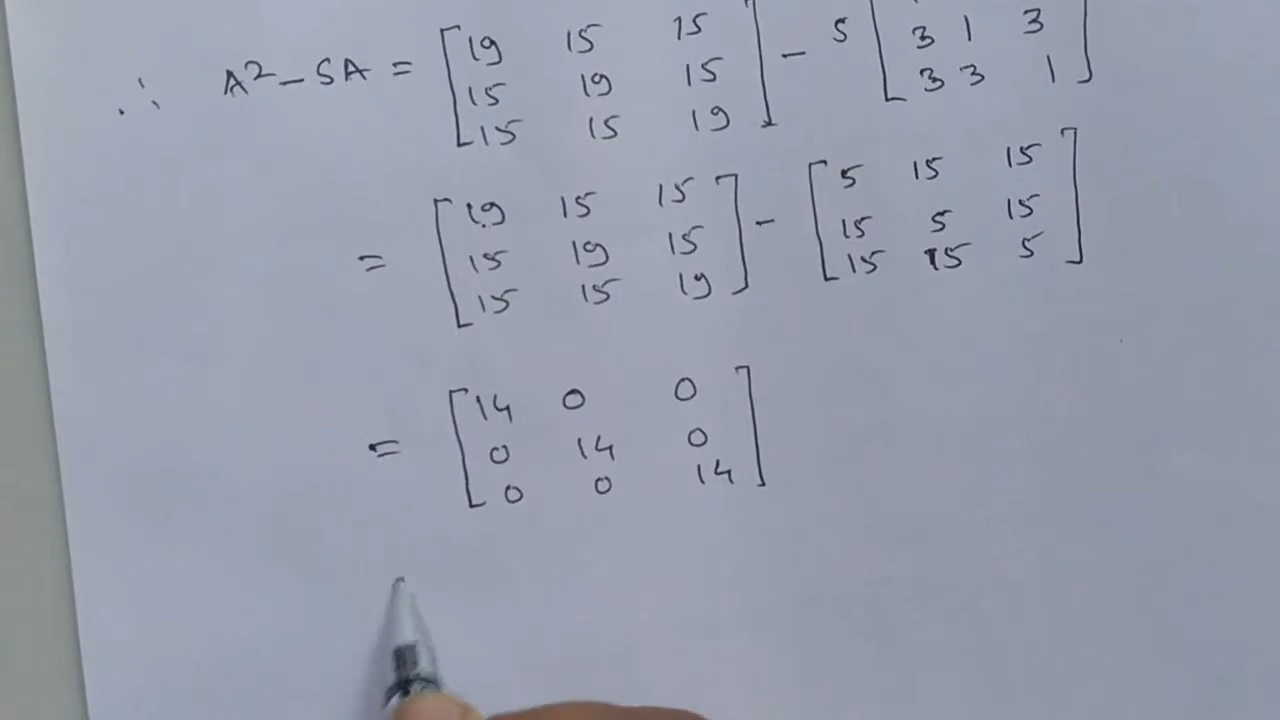 ∴ A² - 5A = [19 15 15
15 19 15
15 15 19] - 5 [
3 1 3
3 3 1]
= [19 15 15
15 19 15
15 15 19] - [5 15 15
15 5 15
15 15 5]
= [14 0 0
0 14 0
0 0 14]